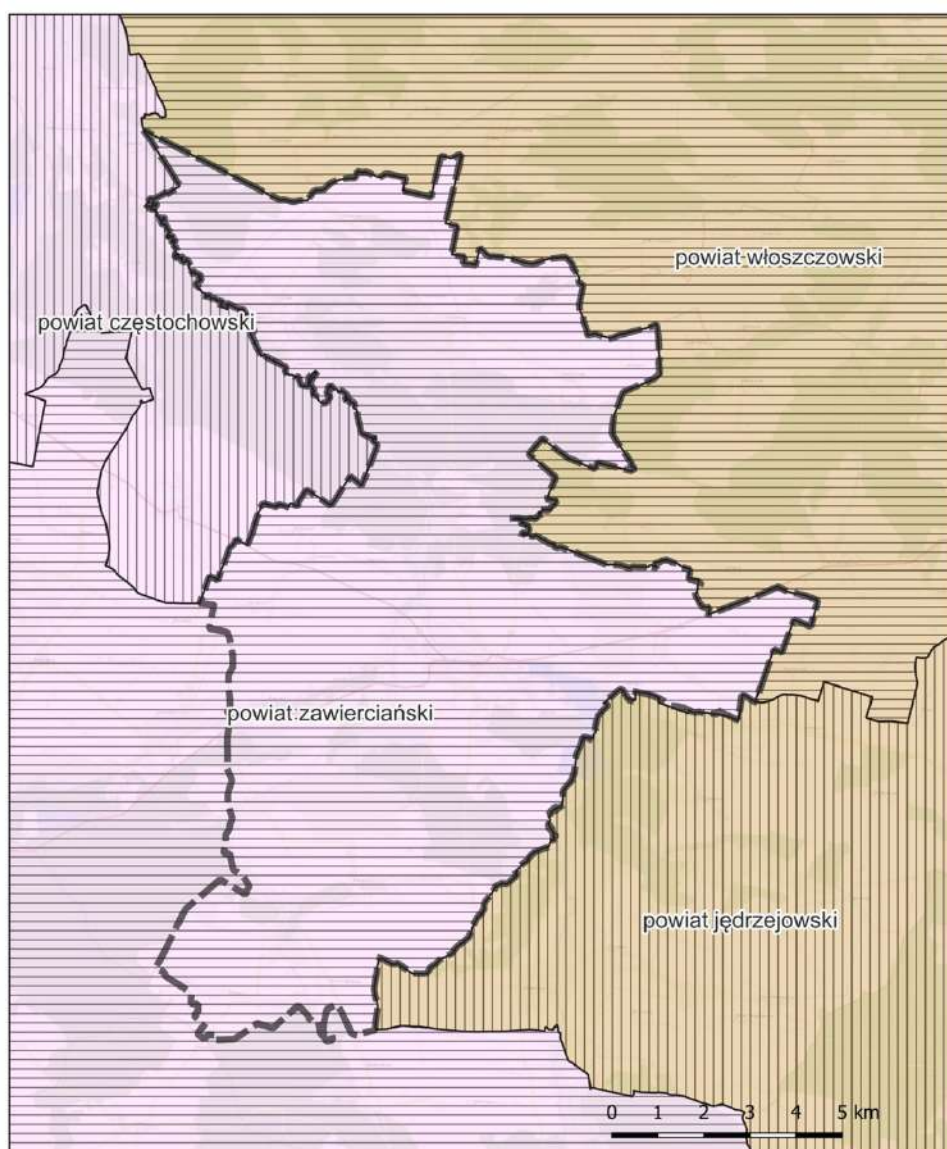 powiat włoszczowski
powiat częstochowski
powiat zawierciański
powiat jędrzejowski
0 1 2 3 4 5 km